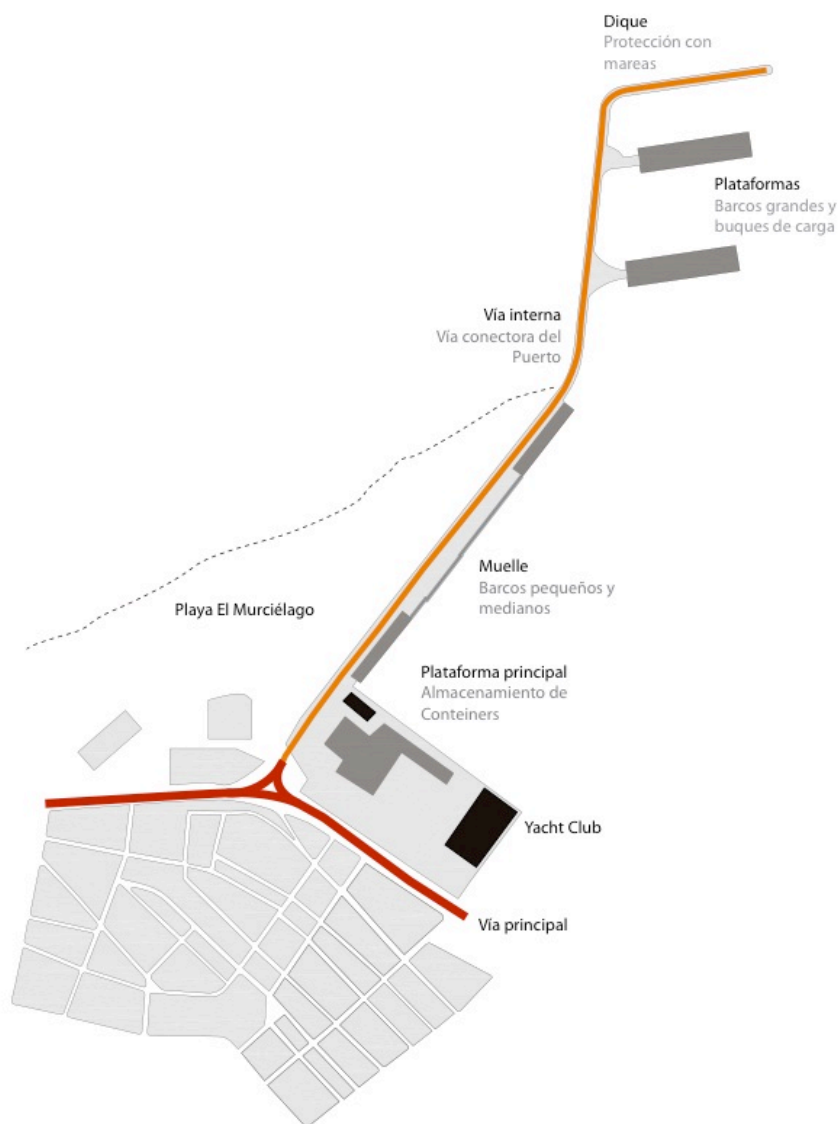 Dique
Protección con
mareas
Plataformas
Barcos grandes y
buques de carga
Vía interna
Vía conectora del
Puerto
Muelle
Barcos pequeños y
medianos
Playa El Murciélago
Plataforma principal
Almacenamiento de
Conteiners
Yacht Club
Vía principal